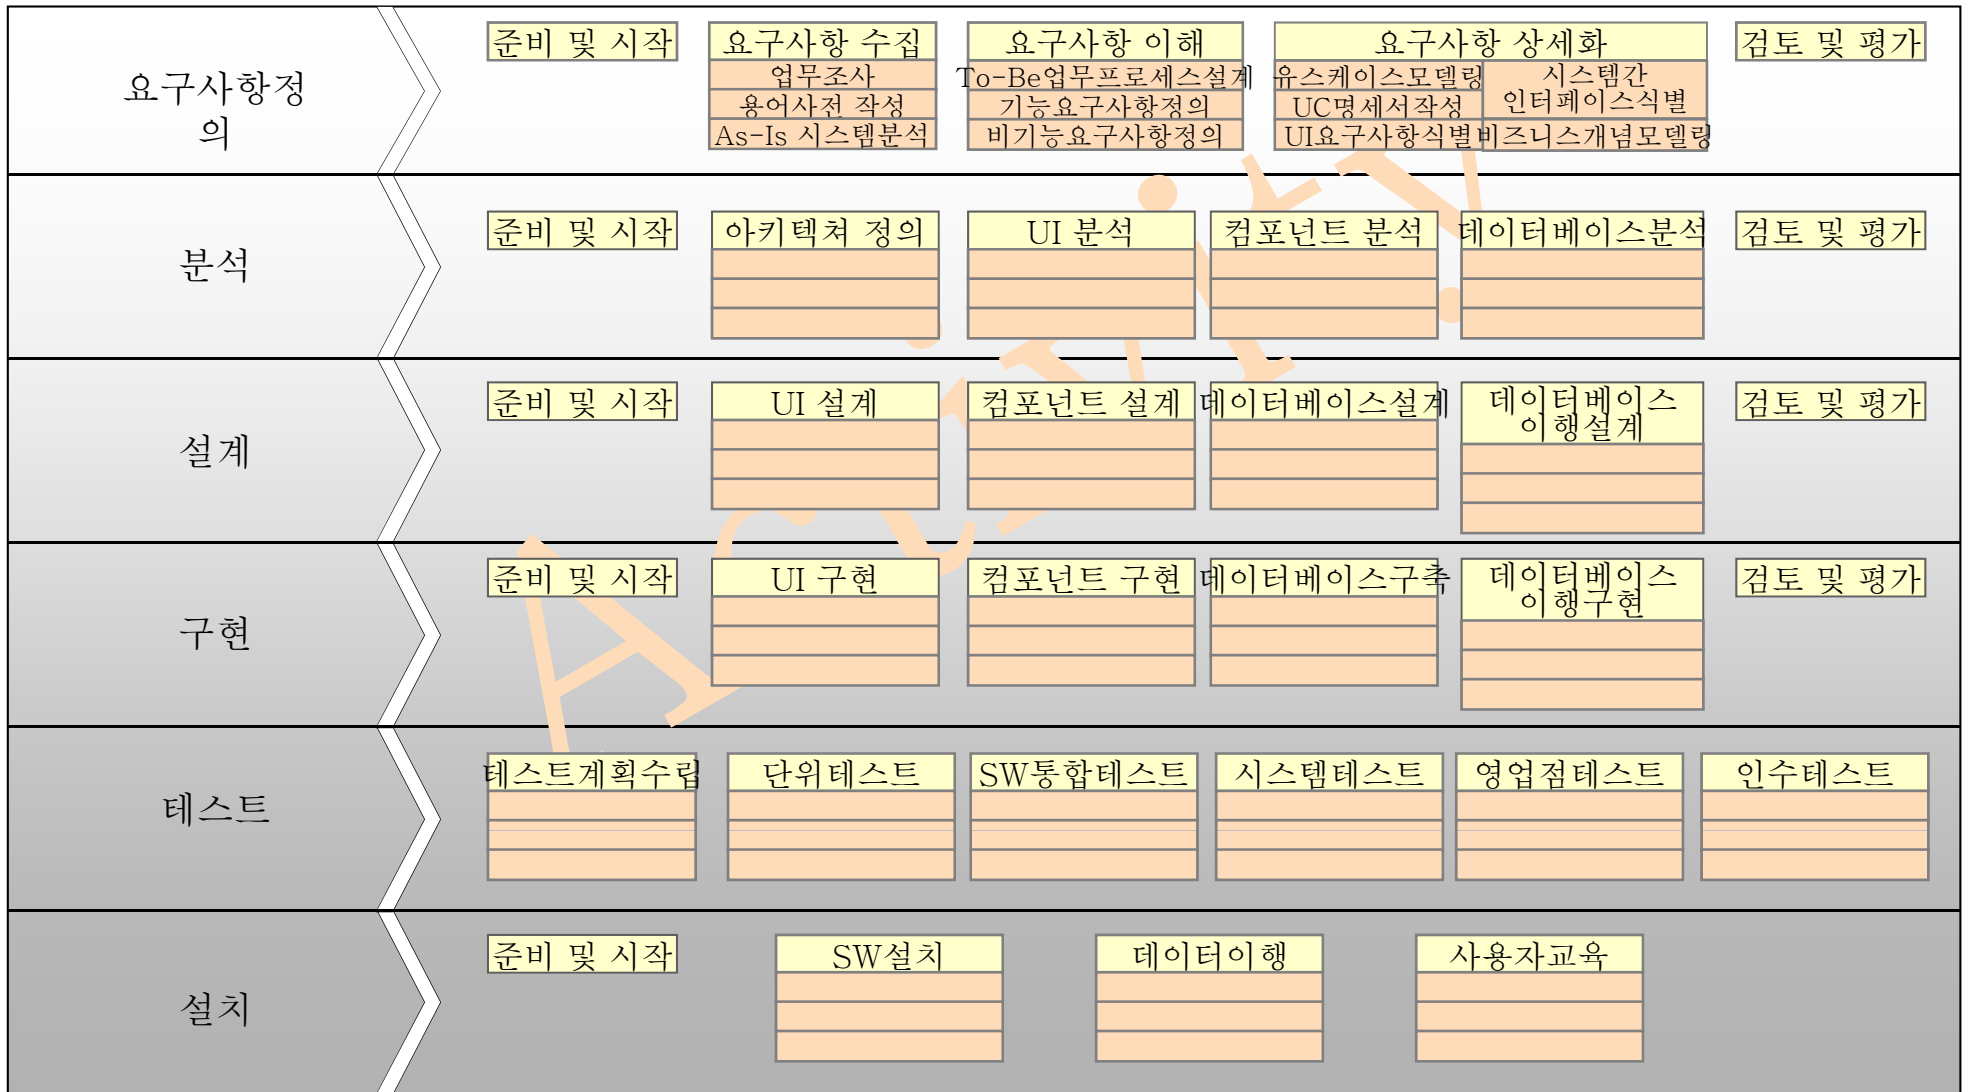 요구사항정
의
준비 및 시작
요구사항 수집
업무조사
용어사전 작성
As-Is 시스템분석
요구사항 이해
To-Be업무프로세스설계
기능요구사항정의
비기능요구사항정의
요구사항 상세화
유스케이스모델링
UC명세서작성
UI요구사항식별
시스템간
인터페이스식별
비즈니스개념모델링
검토 및 평가
분석
준비 및 시작
아키텍쳐 정의
UI 분석
컴포넌트 분석
데이터베이스분석
검토 및 평가
설계
준비 및 시작
UI 설계
컴포넌트 설계
데이터베이스설계
데이터베이스
이행설계
검토 및 평가
구현
준비 및 시작
UI 구현
컴포넌트 구현
데이터베이스구축
데이터베이스
이행구현
검토 및 평가
테스트
테스트계획수립
단위테스트
SW통합테스트
시스템테스트
영업점테스트
인수테스트
설치
준비 및 시작
SW설치
데이터이행
사용자교육
Activity